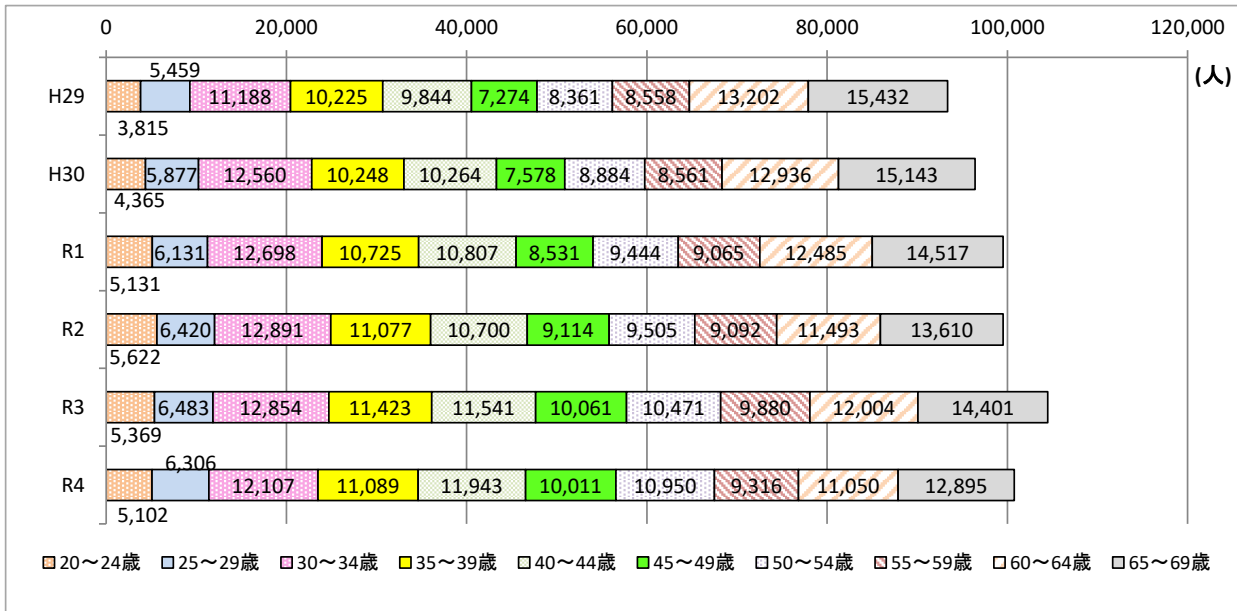 0 20,000 40,000 60,000 80,000 100,000 120,000
(人)
5,459
H29 11,188 10,225 9,844 7,274 8,361 8,558 13,202 15,432
3,815
H30 5,877 12,560 10,248 10,264 7,578 8,884 8,561 12,936 15,143
4,365
R1 6,131 12,698 10,725 10,807 8,531 9,444 9,065 12,485 14,517
5,131
R2 6,420 12,891 11,077 10,700 9,114 9,505 9,092 11,493 13,610
5,622
R3 6,483 12,854 11,423 11,541 10,061 10,471 9,880 12,004 14,401
5,369
6,306
R4 12,107 11,089 11,943 10,011 10,950 9,316 11,050 12,895
5,102
20～24歳 25～29歳 30～34歳 35～39歳 40～44歳 45～49歳 50～54歳 55～59歳 60～64歳 65～69歳